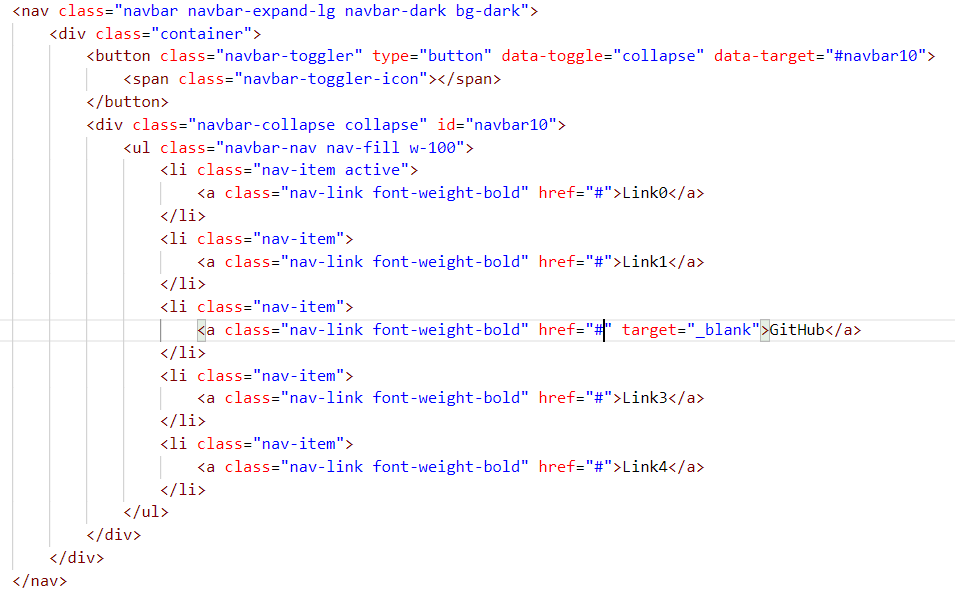 <nav class="navbar navbar-expand-lg navbar-dark bg-dark">
<div class="container">
<button class="navbar-toggler" type="button" data-toggle="collapse" data-target="#navbar10">
<span class="navbar-toggler-icon"></span>
</button>
<div class="navbar-collapse collapse" id="navbar10">
<ul class="navbar-nav nav-fill w-100">
<li class="nav-item active">
<a class="nav-link font-weight-bold" href="#">Link0</a>
</li>
<li class="nav-item">
<a class="nav-link font-weight-bold" href="#">Link1</a>
</li>
<li class="nav-item">
<a class="nav-link font-weight-bold" href="#" target="_blank">GitHub</a>
</li>
<li class="nav-item">
<a class="nav-link font-weight-bold" href="#">Link3</a>
</li>
<li class="nav-item">
<a class="nav-link font-weight-bold" href="#">Link4</a>
</li>
</ul>
</div>
</div>
</nav>